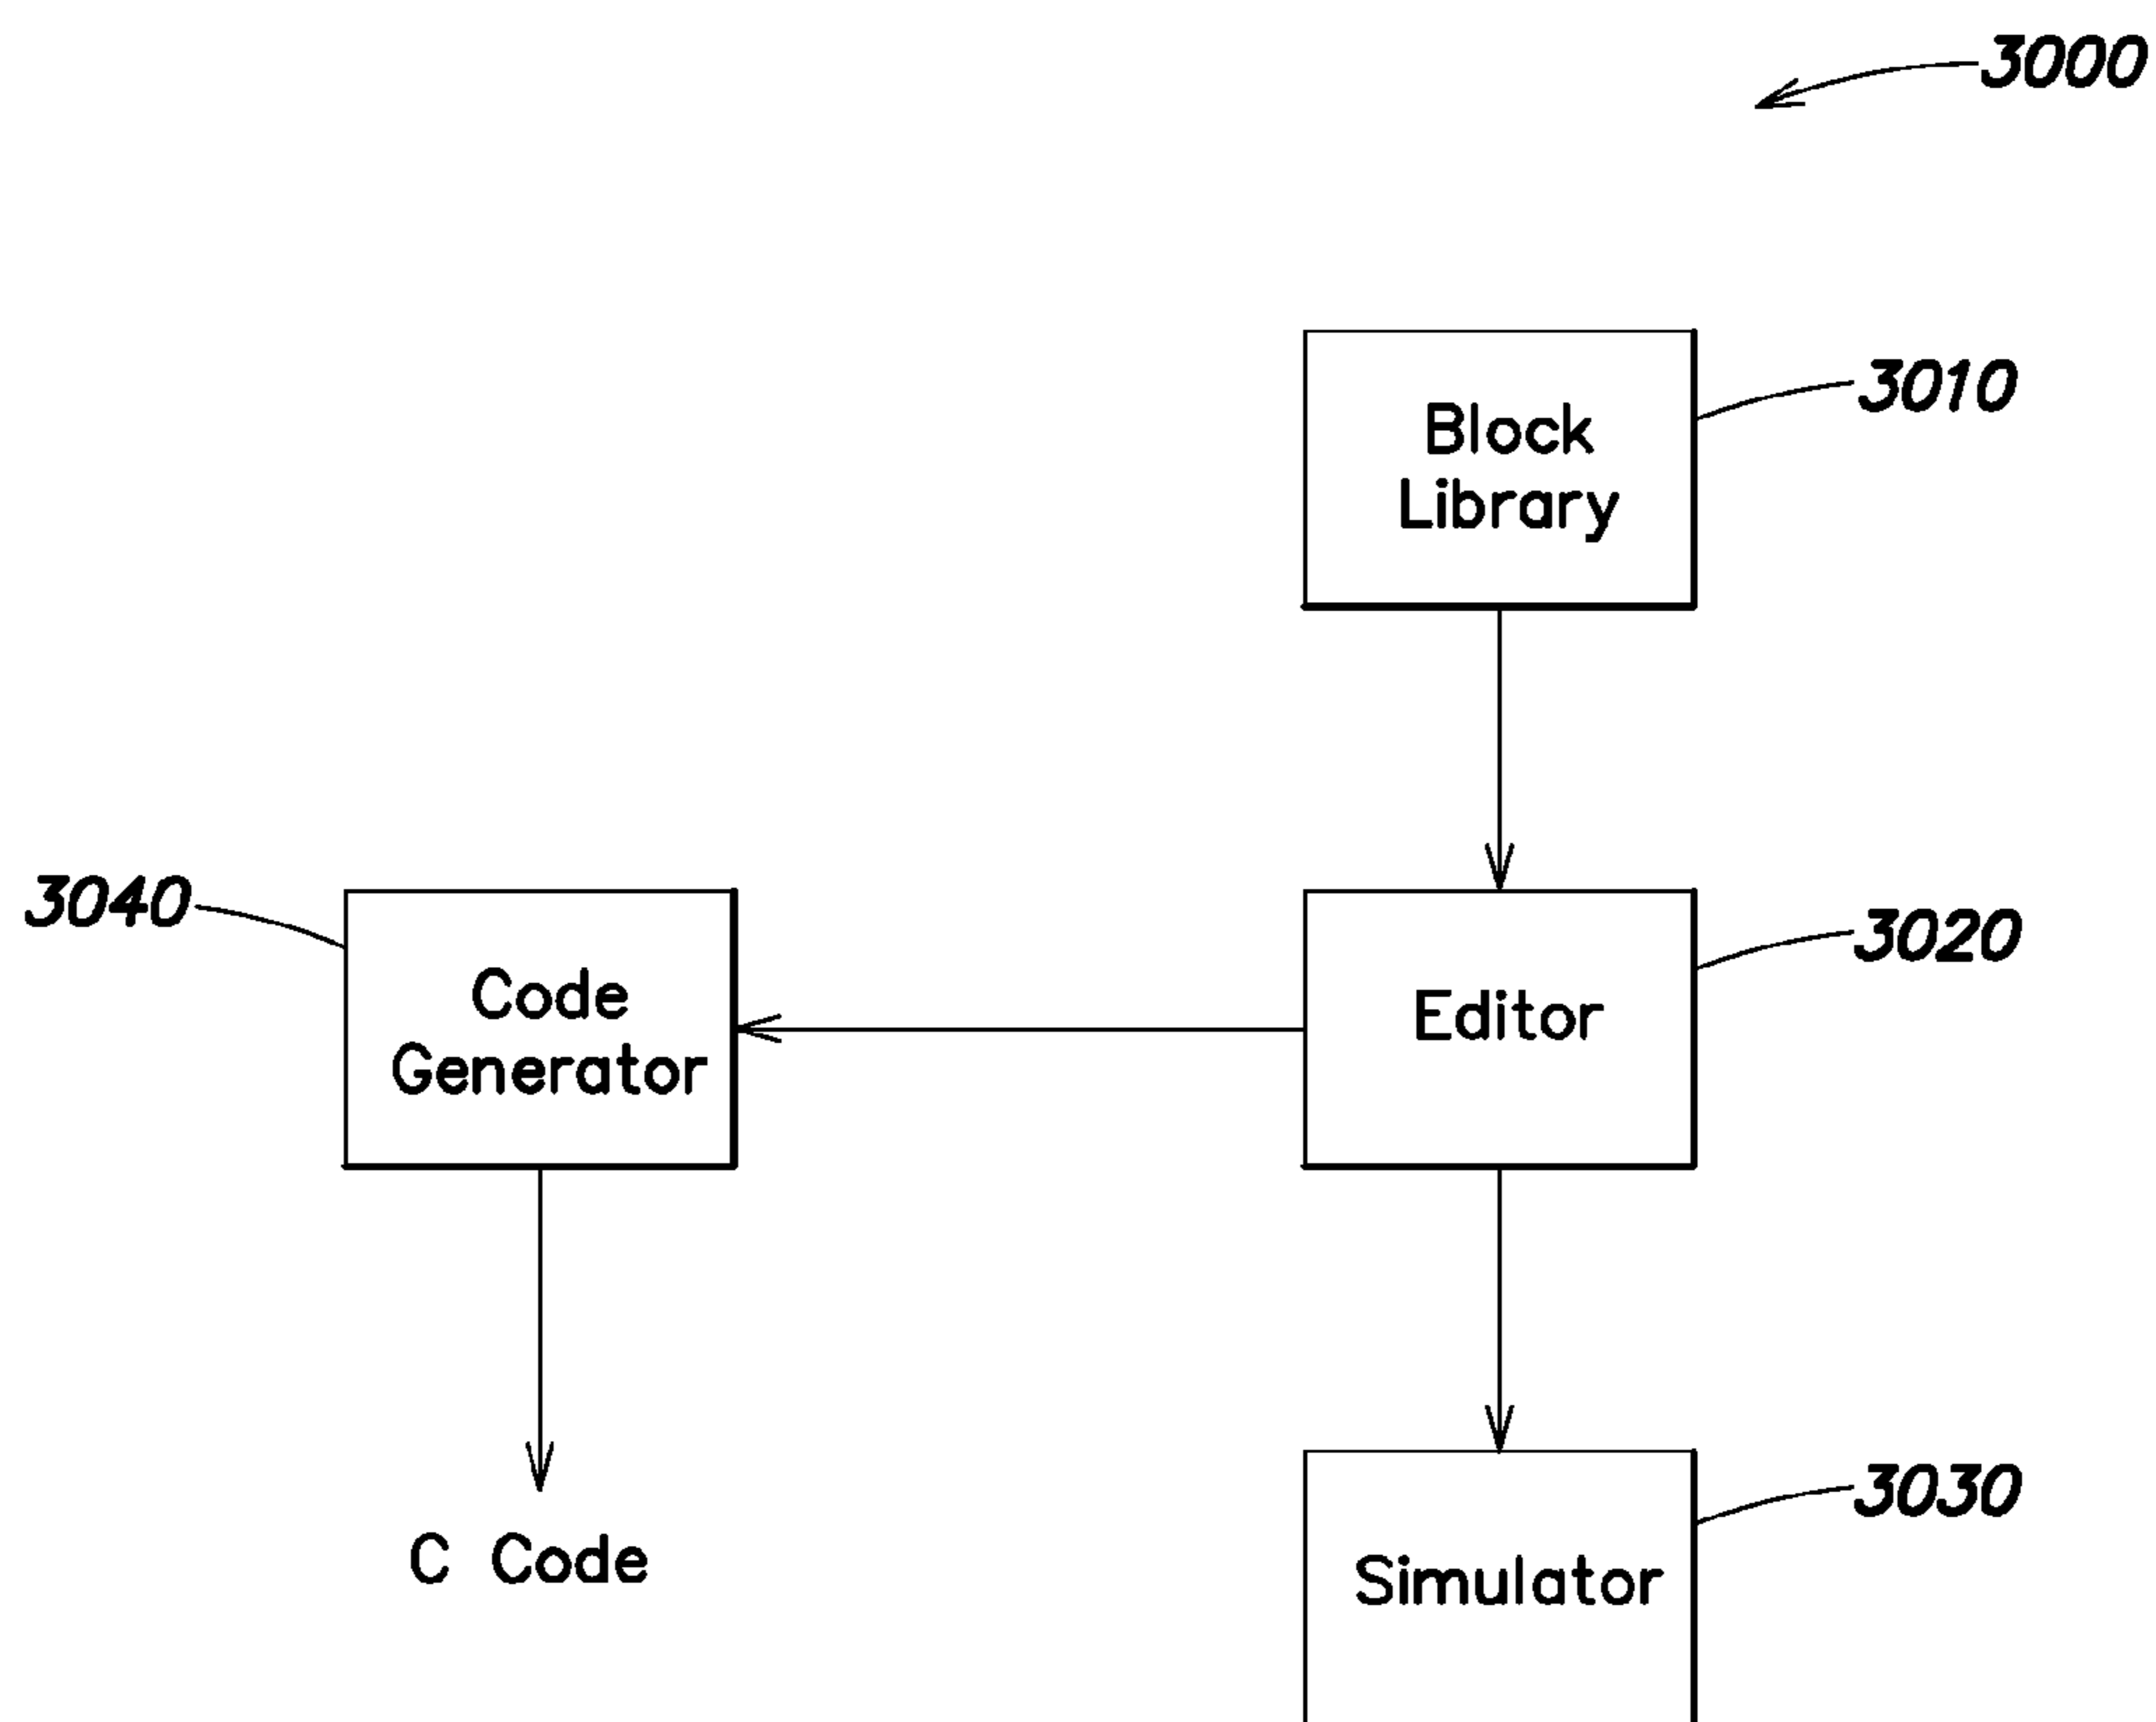 3000
Block
Library
3010
3040
Code
Generator
Editor
3020
C Code
Simulator
3030